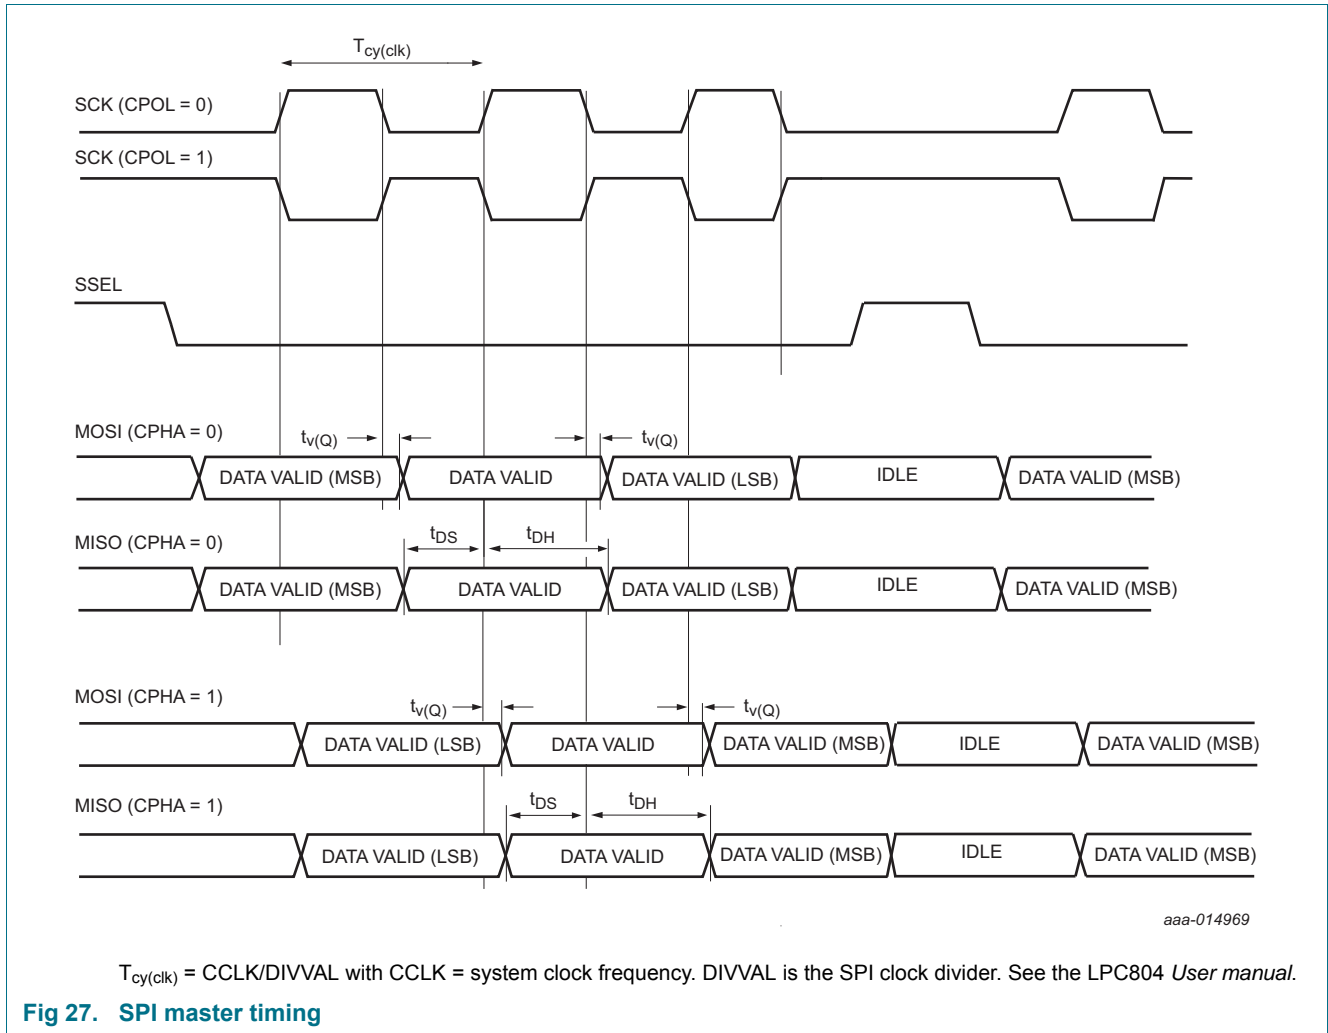 Tcy(clk)
SCK (CPOL = 0)
SCK (CPOL = 1)
SSEL
MOSI (CPHA = 0)
tv(Q) tv(Q)
DATA VALID (MSB) DATA VALID DATA VALID (LSB) IDLE DATA VALID (MSB)
MISO (CPHA = 0)
tDS tDH
DATA VALID (MSB) DATA VALID DATA VALID (LSB) IDLE DATA VALID (MSB)
MOSI (CPHA = 1)
tv(Q) tv(Q)
DATA VALID (LSB) DATA VALID DATA VALID (MSB) IDLE DATA VALID (MSB)
MISO (CPHA = 1)
tDS tDH
DATA VALID (LSB) DATA VALID DATA VALID (MSB) IDLE DATA VALID (MSB)
aaa-014969
Tcy(clk) = CCLK/DIVVAL with CCLK = system clock frequency. DIVVAL is the SPI clock divider. See the LPC804 User manual.
Fig 27. SPI master timing